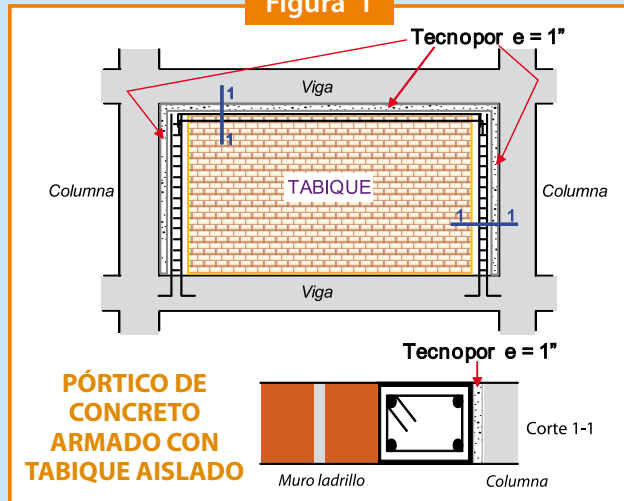 Figura 1
Tecnopor e = 1”
Viga
1
1
TABIQUE
Columna
Columna
1 1
Viga
Tecnopor e = 1”
PÓRTICO DE
CONCRETO
ARMADO CON
TABIQUE AISLADO
Corte 1-1
Muro ladrillo
Columna